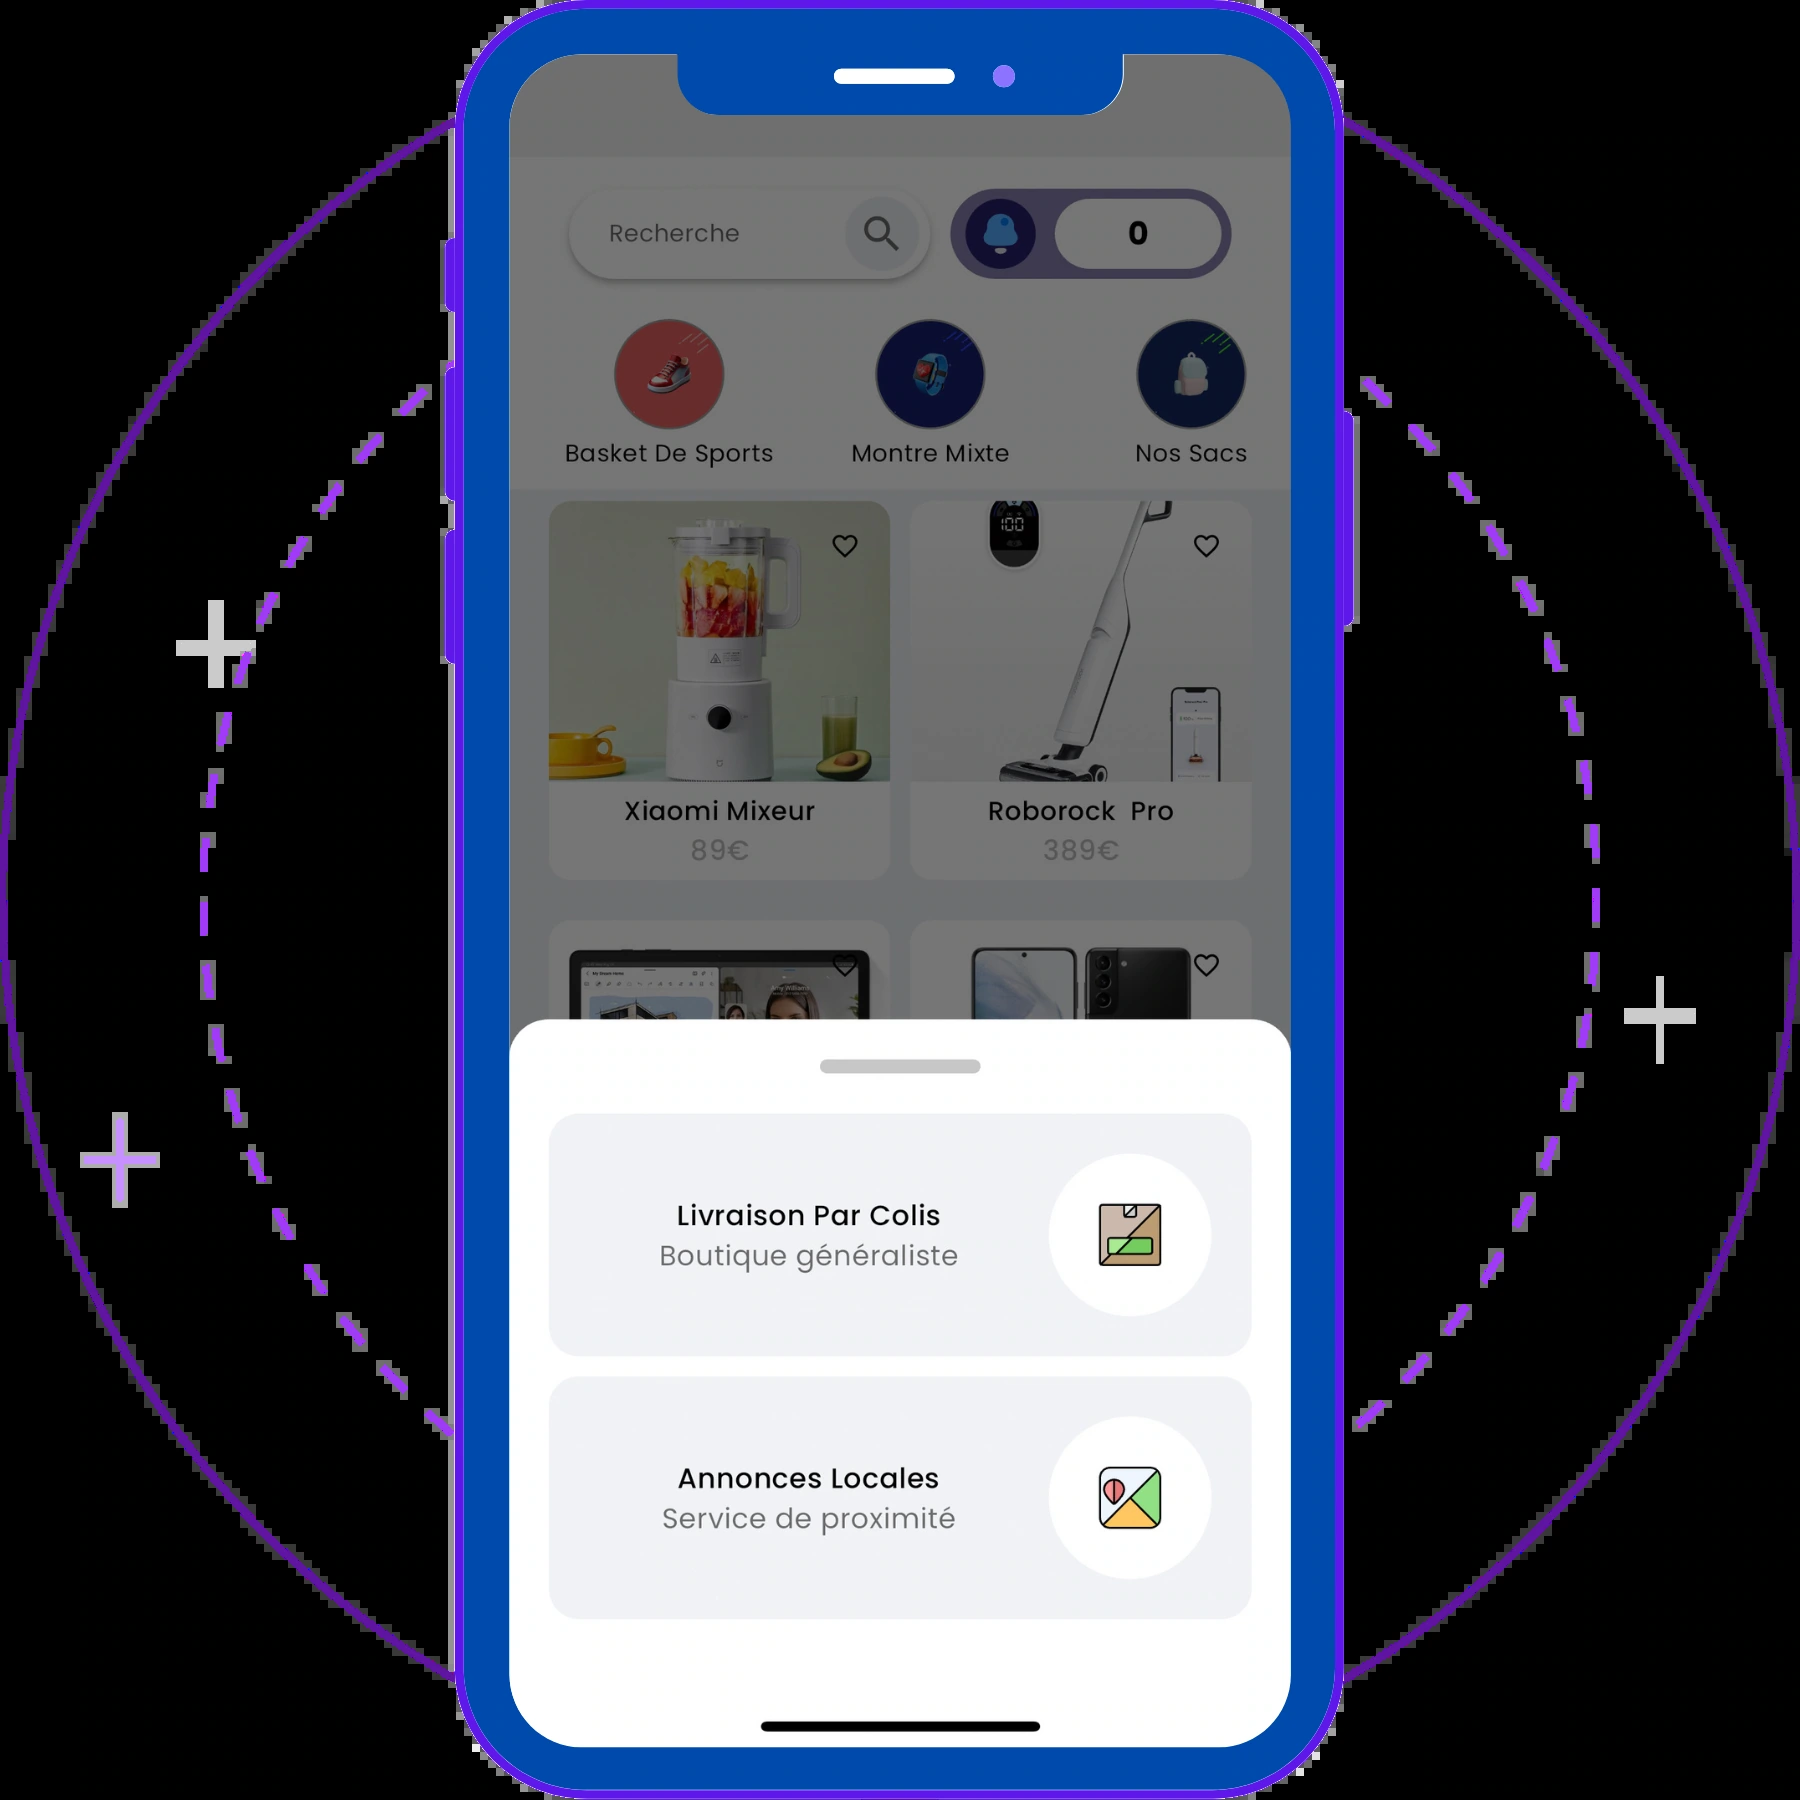 Recherche
0
Basket De Sports
Montre Mixte
Nos Sacs
100
Xiaomi Mixeur
89€
Roborock Pro
389€
Livraison Par Colis
Boutique généraliste
Annonces Locales
Service de proximité